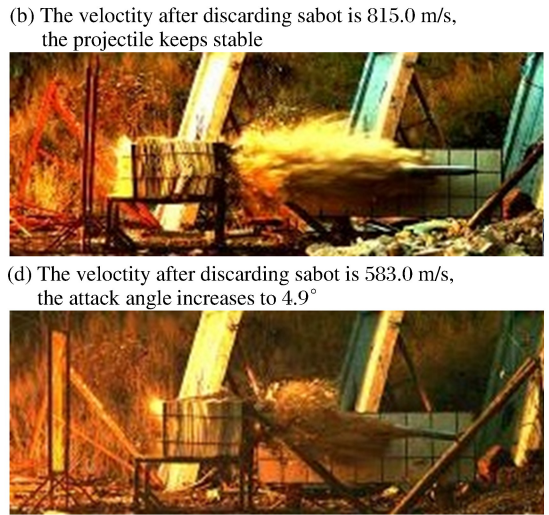 (b) The veloctity after discarding sabot is 815.0 m/s,
the projectile keeps stable
(d) The veloctity after discarding sabot is 583.0 m/s,
the attack angle increases to 4.9°